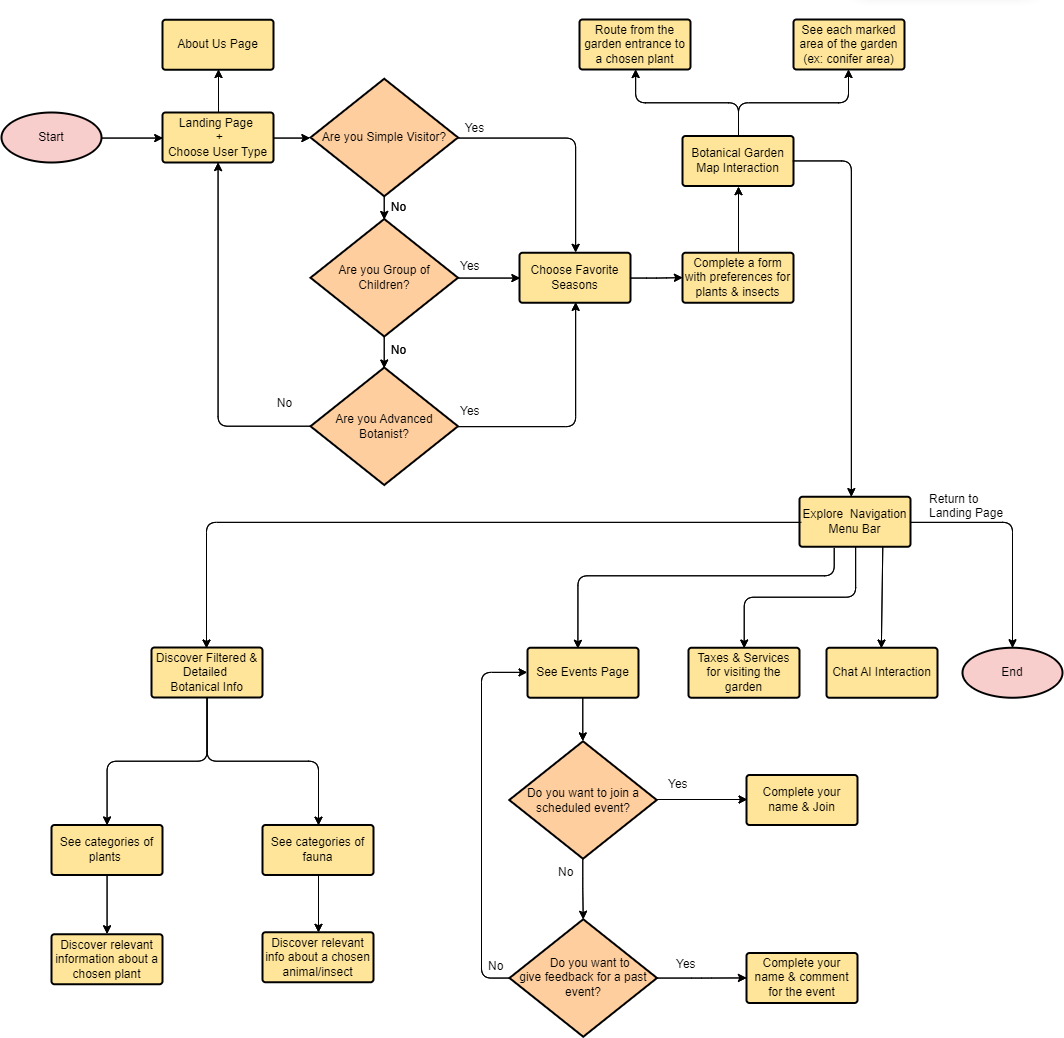 About Us Page
Route from the
garden entrance to
a chosen plant
See each marked
area of the garden
(ex: conifer area)
Start
Landing Page
+
Choose User Type
Are you Simple Visitor?
Yes
Botanical Garden
Map Interaction
No
Are you Group of
Children?
Yes
Choose Favorite
Seasons
Complete a form
with preferences for
plants & insects
No
No
Are you Advanced
Botanist?
Yes
Explore Navigation
Menu Bar
Return to
Landing Page
Discover Filtered &
Detailed
Botanical Info
See Events Page
Taxes & Services
for visiting the
garden
Chat AI Interaction
End
Do you want to join a
scheduled event?
Yes
Complete your
name & Join
See categories of
plants
See categories of
fauna
No
Discover relevant
information about a
chosen plant
Discover relevant
info about a chosen
animal/insect
No
Do you want to
give feedback for a past
event?
Yes
Complete your
name & comment
for the event